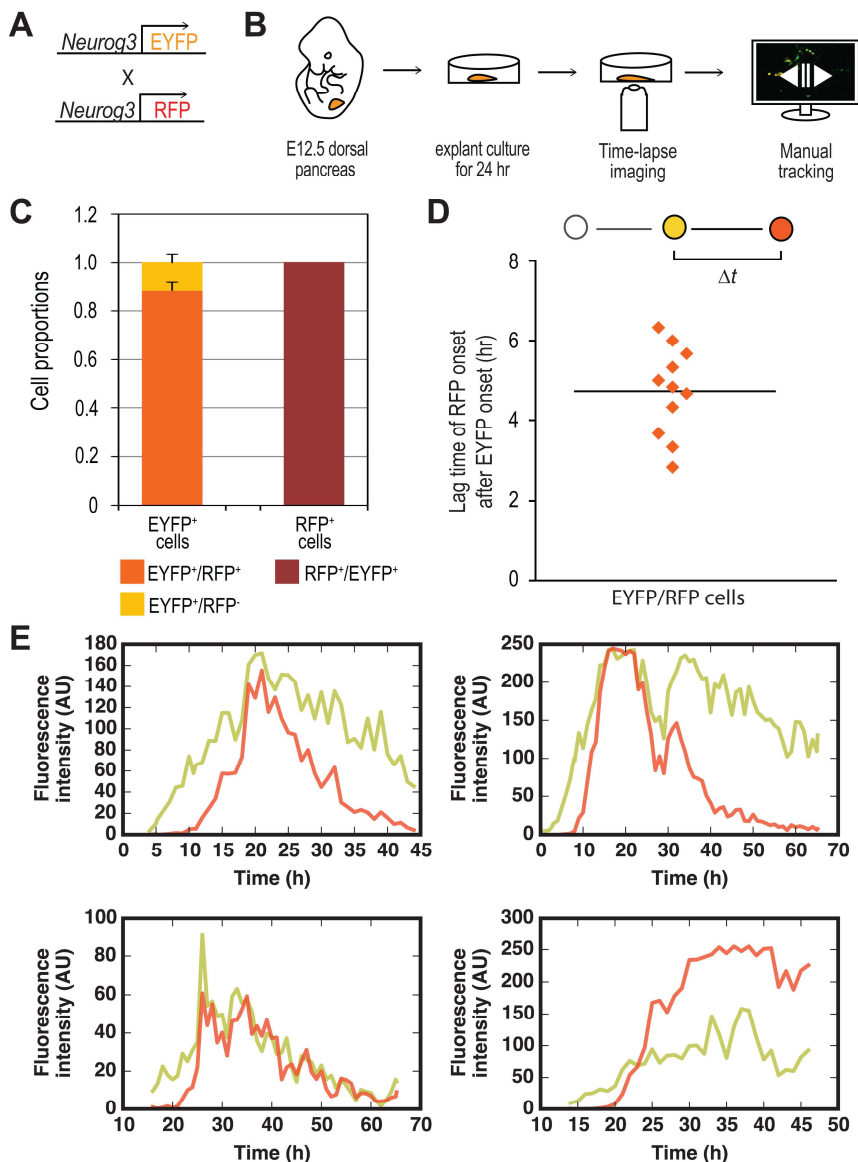 A
Neurog3 EYFP
X
Neurog3 RFP
B
E12.5 dorsal
pancreas
explant culture
for 24 hr
Time-lapse
imaging
Manual
tracking
C
Cell proportions
1.2
1.0
0.8
0.6
0.4
0.2
0
EYFP⁺
cells
RFP⁺
cells
EYFP⁺/RFP⁺
RFP⁺/EYFP⁺
EYFP⁺/RFP⁻
D
Δt
Lag time of RFP onset
after EYFP onset (hr)
8
6
4
2
0
EYFP/RFP cells
E
Fluorescence
intensity (AU)
180
160
140
120
100
80
60
40
20
0
0 5 10 15 20 25 30 35 40 45
Time (h)
Fluorescence
intensity (AU)
250
200
150
100
50
0
0 10 20 30 40 50 60 70
Time (h)
Fluorescence
intensity (AU)
100
80
60
40
20
0
10 20 30 40 50 60 70
Time (h)
Fluorescence
intensity (AU)
300
250
200
150
100
50
0
10 15 20 25 30 35 40 45 50
Time (h)